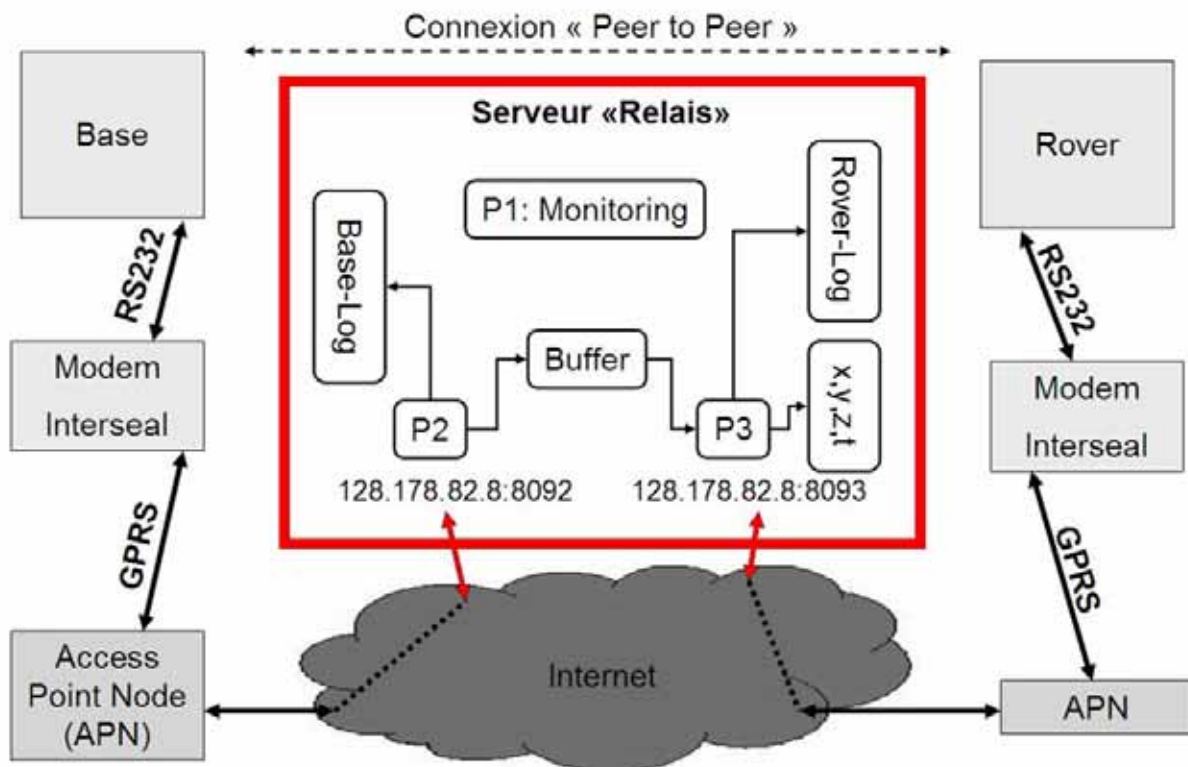 Connexion « Peer to Peer »
Base
Rover
Serveur «Relais»
P1: Monitoring
Base-Log
Rover-Log
Buffer
P2
P3
x,y,z,t
128.178.82.8:8092
128.178.82.8:8093
RS232
RS232
Modem
Interseal
Modem
Interseal
GPRS
GPRS
Access
Point Node
(APN)
Internet
APN